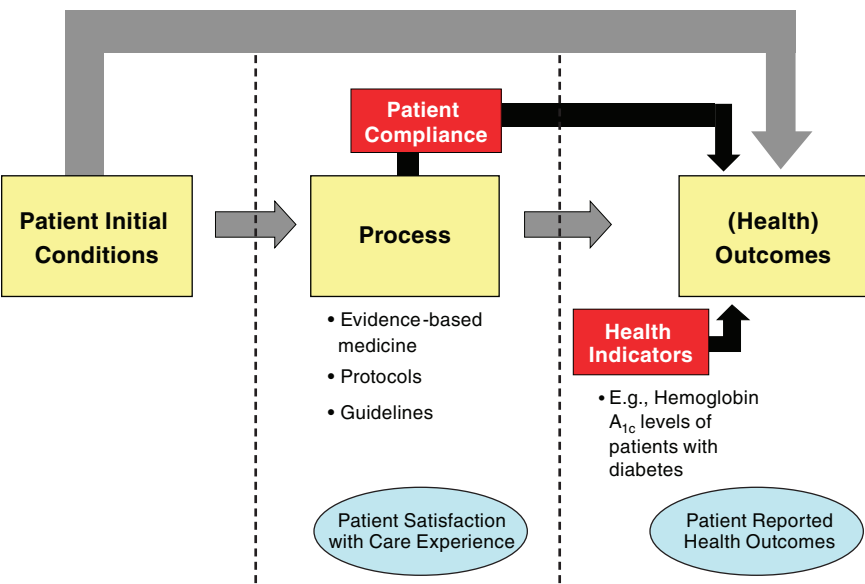 Patient
Compliance
Patient Initial
Conditions
Process
(Health)
Outcomes
• Evidence-based
medicine
• Protocols
• Guidelines
Health
Indicators
• E.g., Hemoglobin
A1c levels of
patients with
diabetes
Patient Satisfaction
with Care Experience
Patient Reported
Health Outcomes